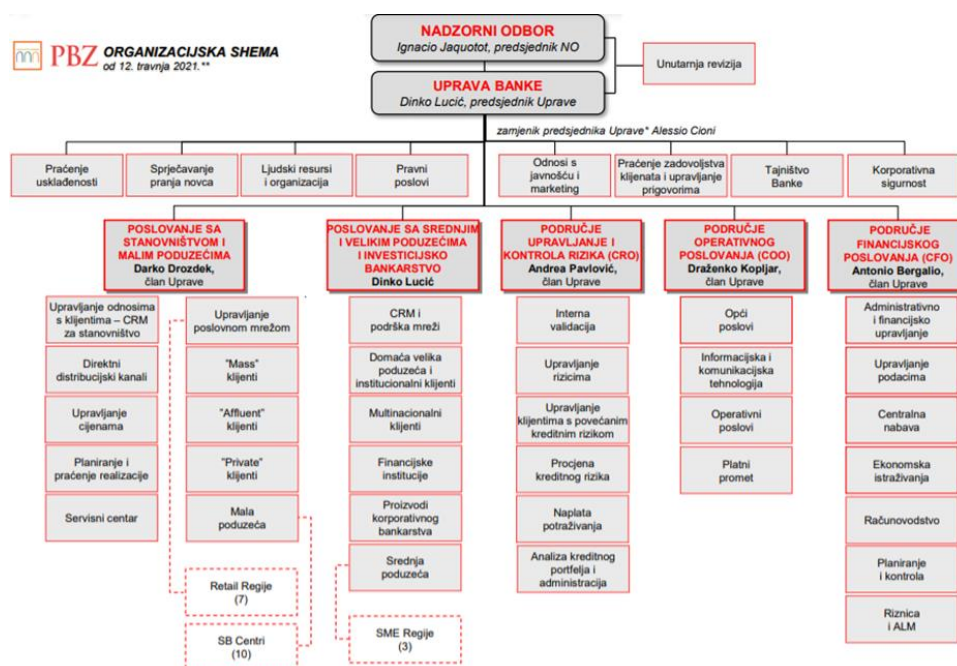 NADZORNI ODBOR
Ignacio Jaquotot, predsjednik NO
PBZ ORGANIZACIJSKA SHEMA
od 12. travnja 2021.**
Unutarnja revizija
UPRAVA BANKE
Dinko Lucić, predsjednik Uprave
zamjenik predsjednika Uprave* Alessio Cioni
Praćenje
usklađenosti
Sprječavanje
pranja novca
Ljudski resursi
i organizacija
Pravni
poslovi
Odnosi s
javnošću i
marketing
Praćenje zadovoljstva
klijenata i upravljanje
prigovorima
Tajništvo
Banke
Korporativna
sigurnost
POSLOVANJE SA
STANOVNIŠTVOM I
MALIM PODUZEĆIMA
Darko Drozdek,
član Uprave
Upravljanje odnosima
s klijentima – CRM
za stanovništvo
Direktni
distribucijski kanali
Upravljanje
cijenama
Planiranje i
praćenje realizacije
Servisni centar
Upravljanje
poslovnom mrežom
"Mass"
klijenti
"Affluent"
klijenti
"Private"
klijenti
Mala
poduzeća
Retail Regije
(7)
SB Centri
(10)
POSLOVANJE SA SREDNJIM
I VELIKIM PODUZEĆIMA
I INVESTICIJSKO
BANKARSTVO
Dinko Lucić
CRM i
podrška mreži
Domaća velika
poduzeća i
institucionalni klijenti
Multinacionalni
klijenti
Financijske
institucije
Proizvodi
korporativnog
bankarstva
Srednja
poduzeća
SME Regije
(3)
PODRUČJE
UPRAVLJANJE I
KONTROLA RIZIKA (CRO)
Andrea Pavlović,
član Uprave
Interna
validacija
Upravljanje
rizicima
Upravljanje
klijentima s povećanim
kreditnim rizikom
Procjena
kreditnog rizika
Naplata
potraživanja
Analiza kreditnog
portfelja i
administracija
PODRUČJE
OPERATIVNOG
POSLOVANJA (COO)
Draženko Kopljar,
član Uprave
Opći
poslovi
Informacijska i
komunikacijska
tehnologija
Operativni
poslovi
Platni
promet
PODRUČJE
FINANCIJSKOG
POSLOVANJA (CFO)
Antonio Bergalio,
član Uprave
Administrativno
i financijsko
upravljanje
Upravljanje
podacima
Centralna
nabava
Ekonomska
istraživanja
Računovodstvo
Planiranje
i kontrola
Riznica
i ALM